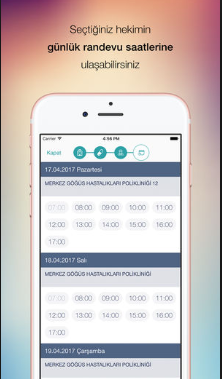 Seçtiğiniz hekimin
günlük randevu saatlerine
ulaşabilirsiniz
Carrier 4:56 PM
Kapat
17.04.2017 Pazartesi
MERKEZ GÖĞÜS HASTALIKLARI POLİKLİNİĞİ 12
07:00 08:00 09:00 10:00 11:00
12:00 13:00 14:00 15:00 16:00
17:00
18.04.2017 Salı
MERKEZ GÖĞÜS HASTALIKLARI POLİKLİNİĞİ
07:00 08:00 09:00 10:00 11:00
12:00 13:00 14:00 15:00 16:00
17:00
19.04.2017 Çarşamba
MERKEZ GÖĞÜS HASTALIKLARI POLİKLİNİĞİ